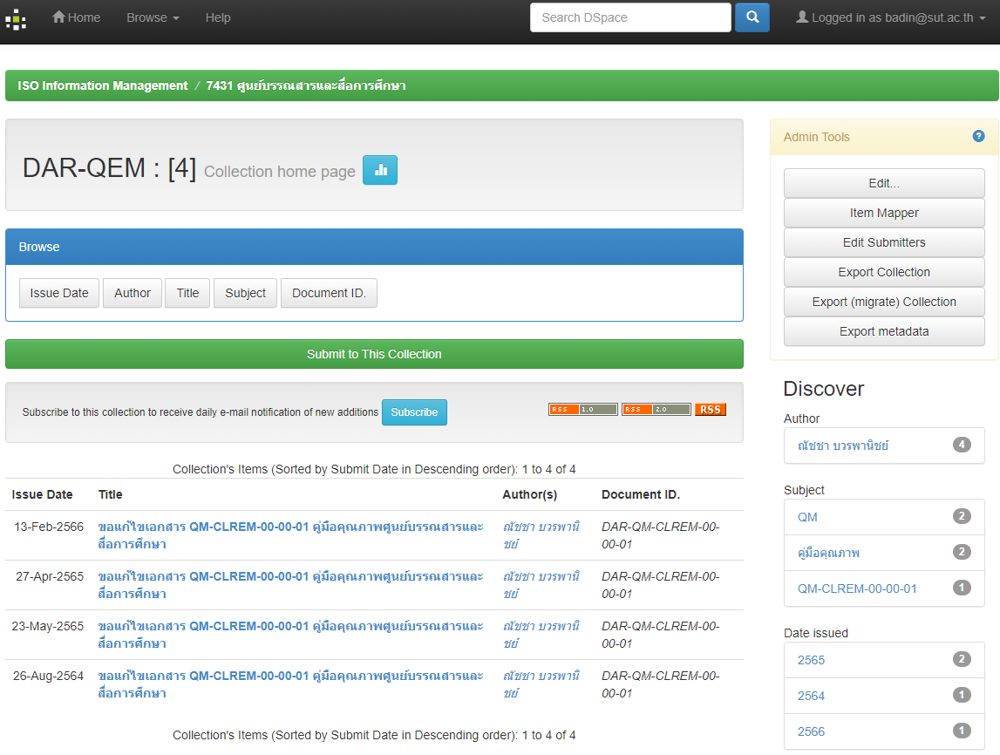 Home Browse Help Search DSpace Logged in as badin@sut.ac.th
ISO Information Management / 7431 ศูนย์บรรณสารและสื่อการศึกษา
DAR-QEM : [4] Collection home page
Browse
Issue Date Author Title Subject Document ID.
Submit to This Collection
Subscribe to this collection to receive daily e-mail notification of new additions Subscribe RSS 1.0 RSS 2.0 RSS
Collection's Items (Sorted by Submit Date in Descending order): 1 to 4 of 4
Issue Date Title Author(s) Document ID.
13-Feb-2566 ขอแก้ไขเอกสาร QM-CLREM-00-00-01 คู่มือคุณภาพศูนย์บรรณสารและ ณัชชา บวรพานิ DAR-QM-CLREM-00-
สื่อการศึกษา ชย์ 00-01
27-Apr-2565 ขอแก้ไขเอกสาร QM-CLREM-00-00-01 คู่มือคุณภาพศูนย์บรรณสารและ ณัชชา บวรพานิ DAR-QM-CLREM-00-
สื่อการศึกษา ชย์ 00-01
23-May-2565 ขอแก้ไขเอกสาร QM-CLREM-00-00-01 คู่มือคุณภาพศูนย์บรรณสารและ ณัชชา บวรพานิ DAR-QM-CLREM-00-
สื่อการศึกษา ชย์ 00-01
26-Aug-2564 ขอแก้ไขเอกสาร QM-CLREM-00-00-01 คู่มือคุณภาพศูนย์บรรณสารและ ณัชชา บวรพานิ DAR-QM-CLREM-00-
สื่อการศึกษา ชย์ 00-01
Collection's Items (Sorted by Submit Date in Descending order): 1 to 4 of 4
Admin Tools ?
Edit...
Item Mapper
Edit Submitters
Export Collection
Export (migrate) Collection
Export metadata
Discover
Author
ณัชชา บวรพานิชย์ 4
Subject
QM 2
คู่มือคุณภาพ 2
QM-CLREM-00-00-01 1
Date issued
2565 2
2564 1
2566 1